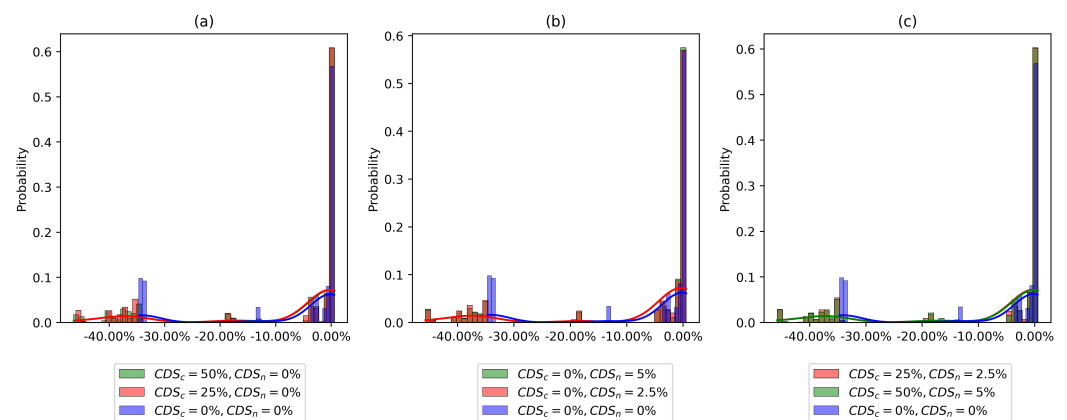 (a)
(b)
(c)
Probability
0.6
0.5
0.4
0.3
0.2
0.1
0.0
-40.00% -30.00% -20.00% -10.00% 0.00%
CDS_c = 50%, CDS_n = 0%
CDS_c = 25%, CDS_n = 0%
CDS_c = 0%, CDS_n = 0%
Probability
0.6
0.5
0.4
0.3
0.2
0.1
0.0
-40.00% -30.00% -20.00% -10.00% 0.00%
CDS_c = 0%, CDS_n = 5%
CDS_c = 0%, CDS_n = 2.5%
CDS_c = 0%, CDS_n = 0%
Probability
0.6
0.5
0.4
0.3
0.2
0.1
0.0
-40.00% -30.00% -20.00% -10.00% 0.00%
CDS_c = 25%, CDS_n = 2.5%
CDS_c = 50%, CDS_n = 5%
CDS_c = 0%, CDS_n = 0%